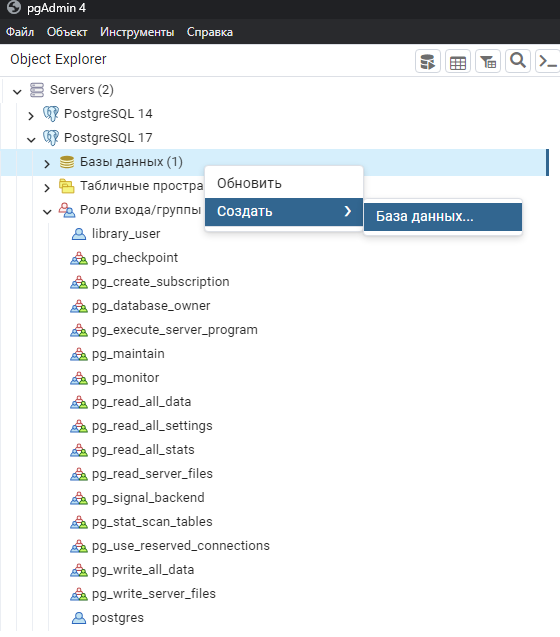 pgAdmin 4
Файл Объект Инструменты Справка
Object Explorer
Servers (2)
PostgreSQL 14
PostgreSQL 17
Базы данных (1)
Обновить
Табличные простра
Создать
База данных...
Роли входа/группы
library_user
pg_checkpoint
pg_create_subscription
pg_database_owner
pg_execute_server_program
pg_maintain
pg_monitor
pg_read_all_data
pg_read_all_settings
pg_read_all_stats
pg_read_server_files
pg_signal_backend
pg_stat_scan_tables
pg_use_reserved_connections
pg_write_all_data
pg_write_server_files
postgres